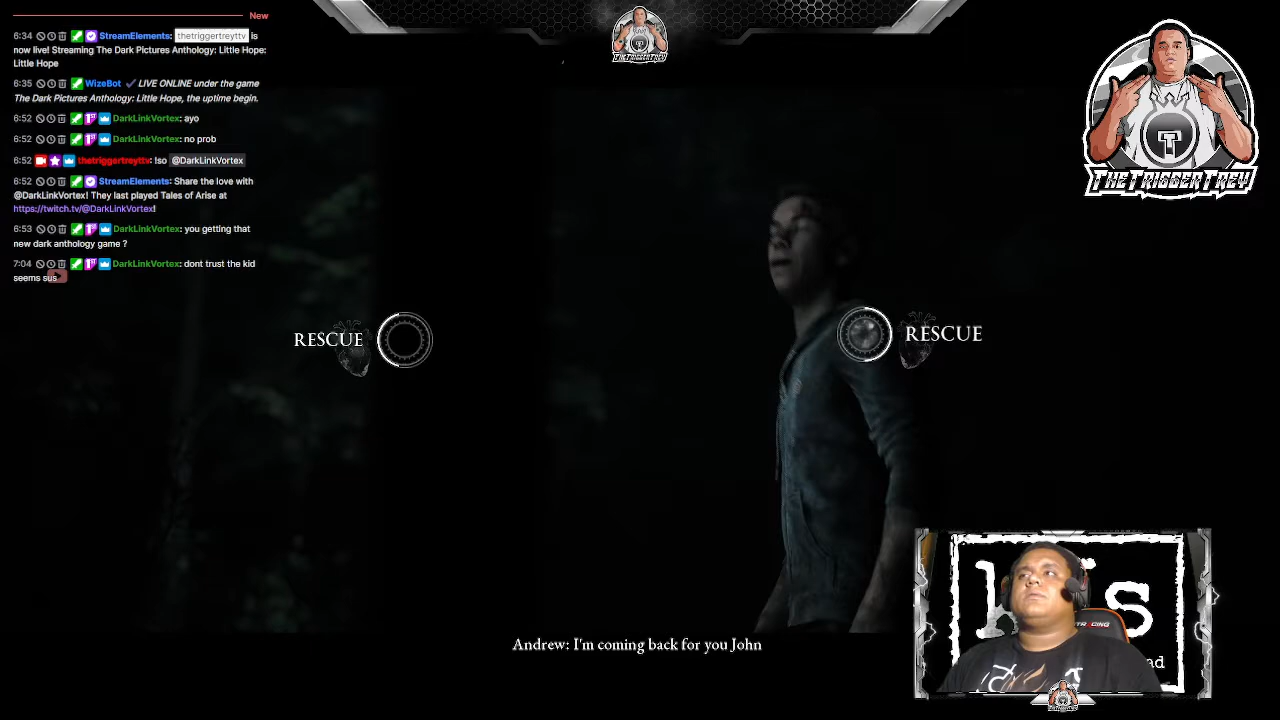 New
6:34 StreamElements: thetriggertreyttv is
now live! Streaming The Dark Pictures Anthology: Little Hope:
Little Hope
6:35 WizeBot LIVE ONLINE under the game
The Dark Pictures Anthology: Little Hope, the uptime begin.
6:52 DarkLinkVortex: ayo
6:52 DarkLinkVortex: no prob
6:52 thetriggertreyttv: !so @DarkLinkVortex
6:52 StreamElements: Share the love with
@DarkLinkVortex! They last played Tales of Arise at
https://twitch.tv/@DarkLinkVortex!
6:53 DarkLinkVortex: you getting that
new dark anthology game ?
7:04 DarkLinkVortex: dont trust the kid
seems sus
THETRIGGERTREY
T
THETRIGGERTREY
RESCUE
RESCUE
Andrew: I'm coming back for you John